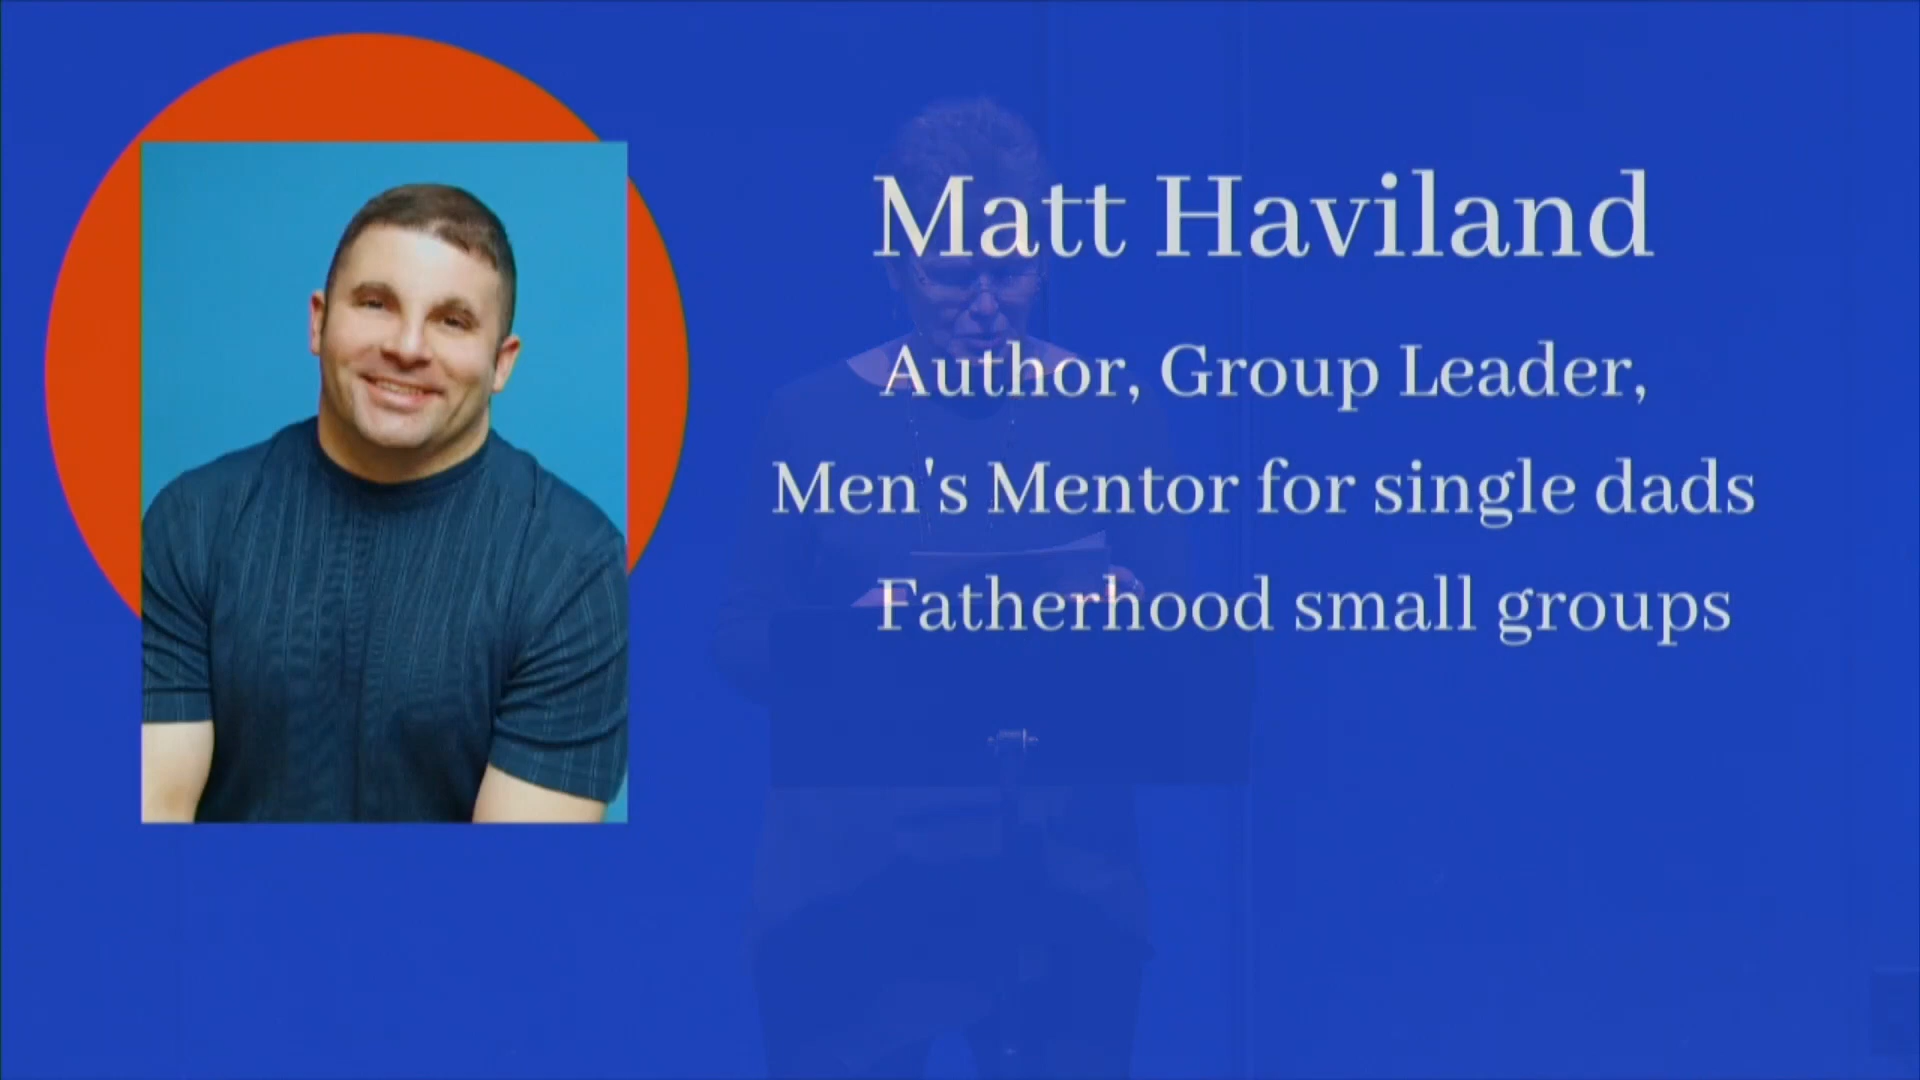 Matt Haviland
Author, Group Leader,
Men's Mentor for single dads
Fatherhood small groups